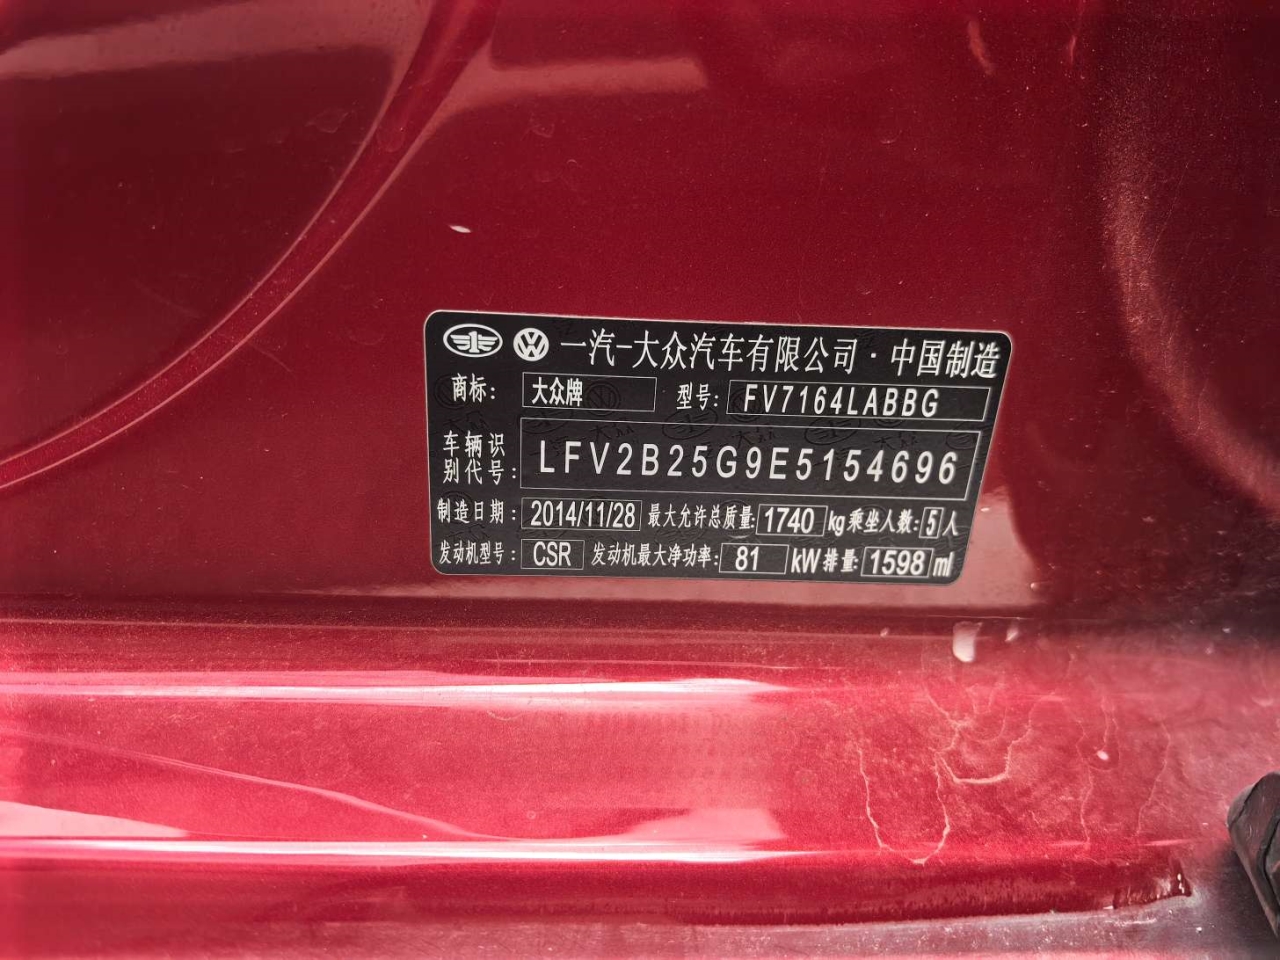 一汽-大众汽车有限公司·中国制造
商标: 大众牌 型号: FV7164LABBG
车辆识别代号: LFV2B25G9E5154696
制造日期: 2014/11/28 最大允许总质量: 1740 kg 乘坐人数: 5 人
发动机型号: CSR 发动机最大净功率: 81 kW 排量: 1598 ml